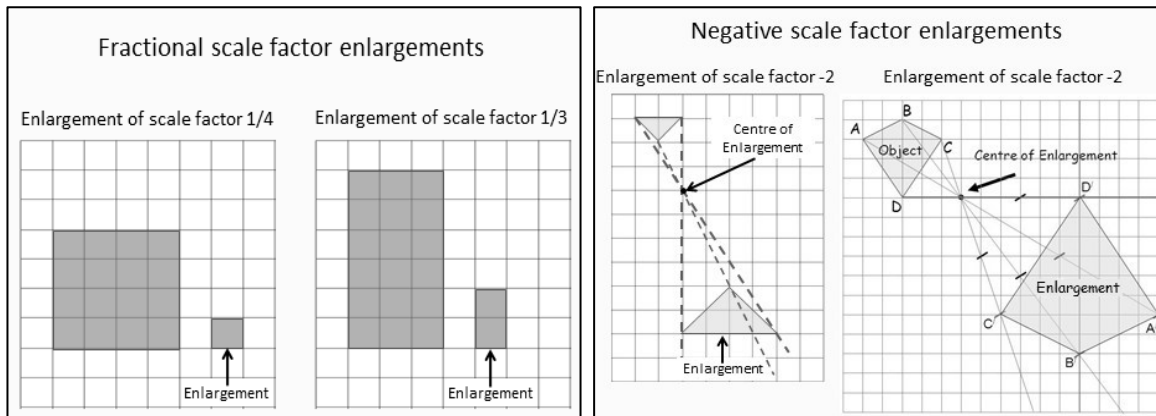 Fractional scale factor enlargements
Enlargement of scale factor 1/4
Enlargement of scale factor 1/3
Enlargement
Enlargement
Negative scale factor enlargements
Enlargement of scale factor -2
Centre of
Enlargement
Enlargement
Enlargement of scale factor -2
B
A
Object
C
Centre of Enlargement
D
D'
Enlargement
C'
A'
B'